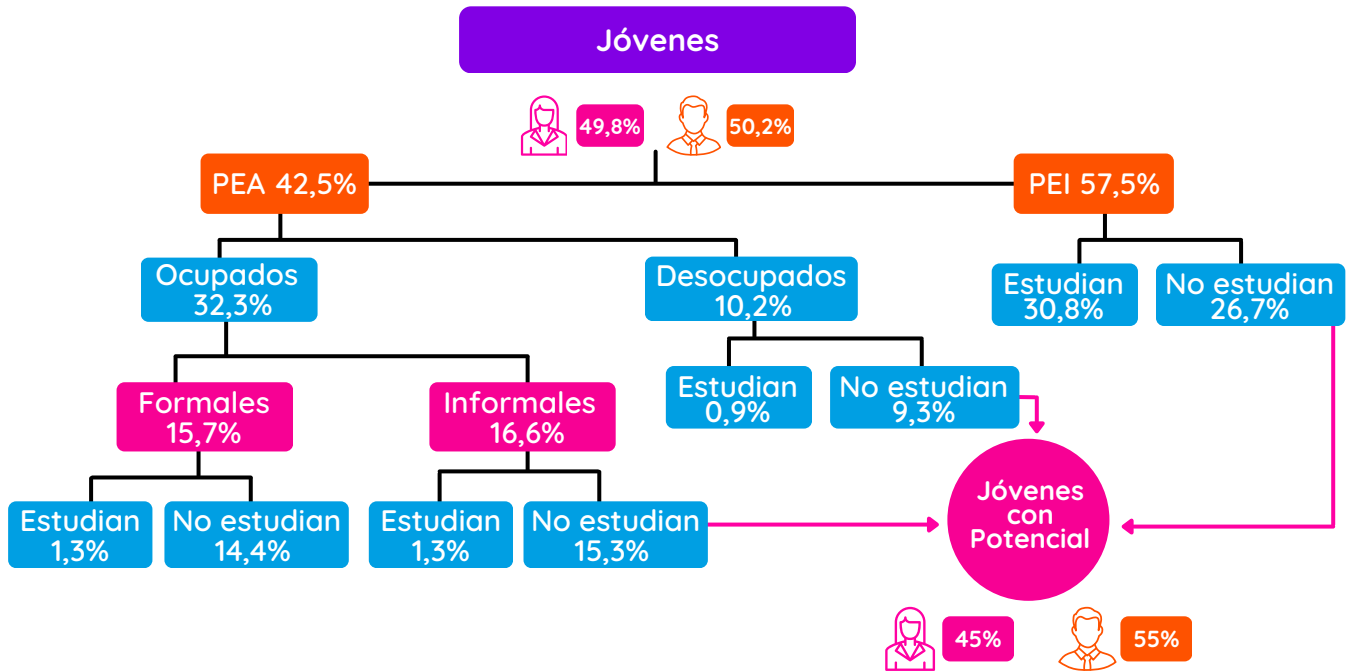 Jóvenes
49,8%
50,2%
PEA 42,5%
PEI 57,5%
Ocupados
32,3%
Desocupados
10,2%
Estudian
30,8%
No estudian
26,7%
Formales
15,7%
Informales
16,6%
Estudian
0,9%
No estudian
9,3%
Estudian
1,3%
No estudian
14,4%
Estudian
1,3%
No estudian
15,3%
Jóvenes
con
Potencial
45%
55%